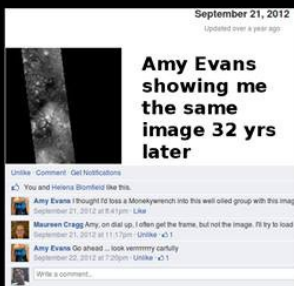 September 21, 2012
Updated over a year ago
Amy Evans
showing me
the same
image 32 yrs
later
Unlike · Comment · Get Notifications
You and Helena Blomfield like this.
Amy Evans I thought I'd toss a Monekywrench into this well oiled group with this imag
September 21, 2012 at 8:41pm · Like
Maureen Cragg Amy, on dial up, I often get the frame, but not the image. I'll try to load
September 21, 2012 at 11:17pm · Unlike · 1
Amy Evans Go ahead ... look verrrrrrry carfully
September 22, 2012 at 7:29pm · Unlike · 1
Write a comment...